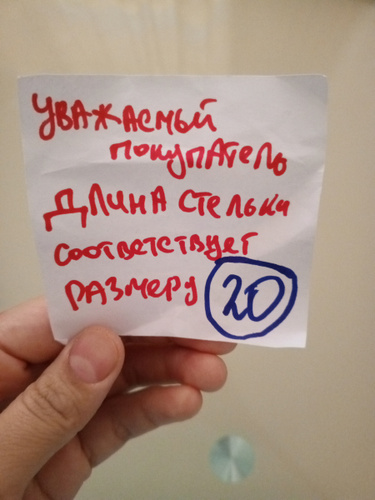 Уважаемый
покупатель
Длина стельки
соответствует
размеру 20